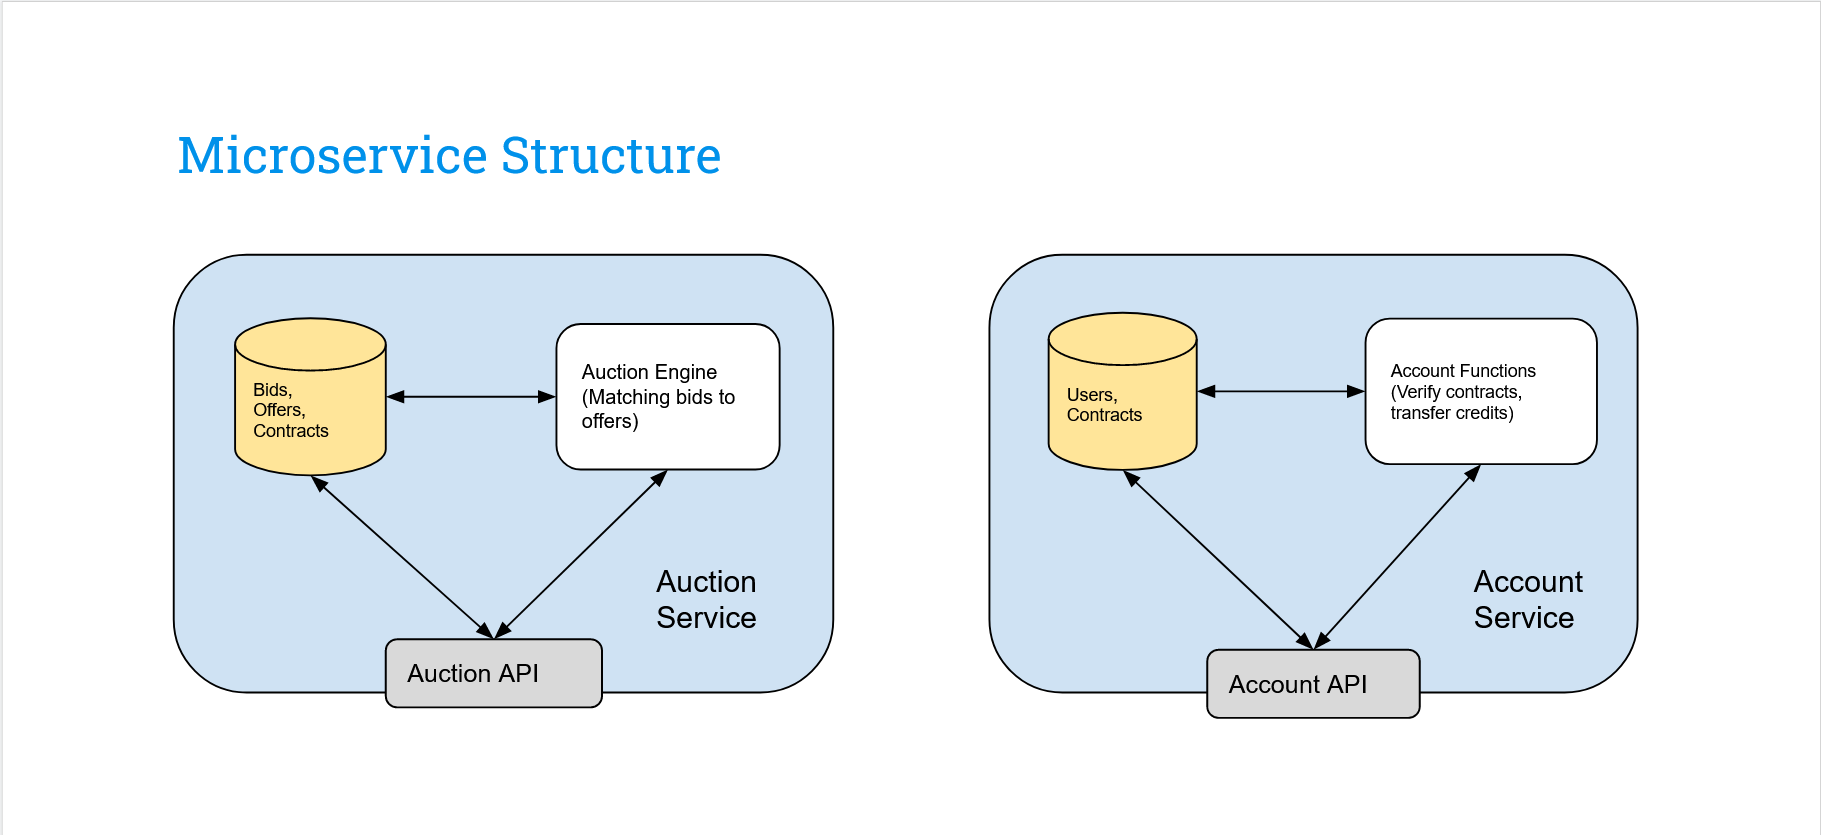 Microservice Structure
Bids,
Offers,
Contracts
Auction Engine
(Matching bids to
offers)
Auction
Service
Auction API
Users,
Contracts
Account Functions
(Verify contracts,
transfer credits)
Account
Service
Account API